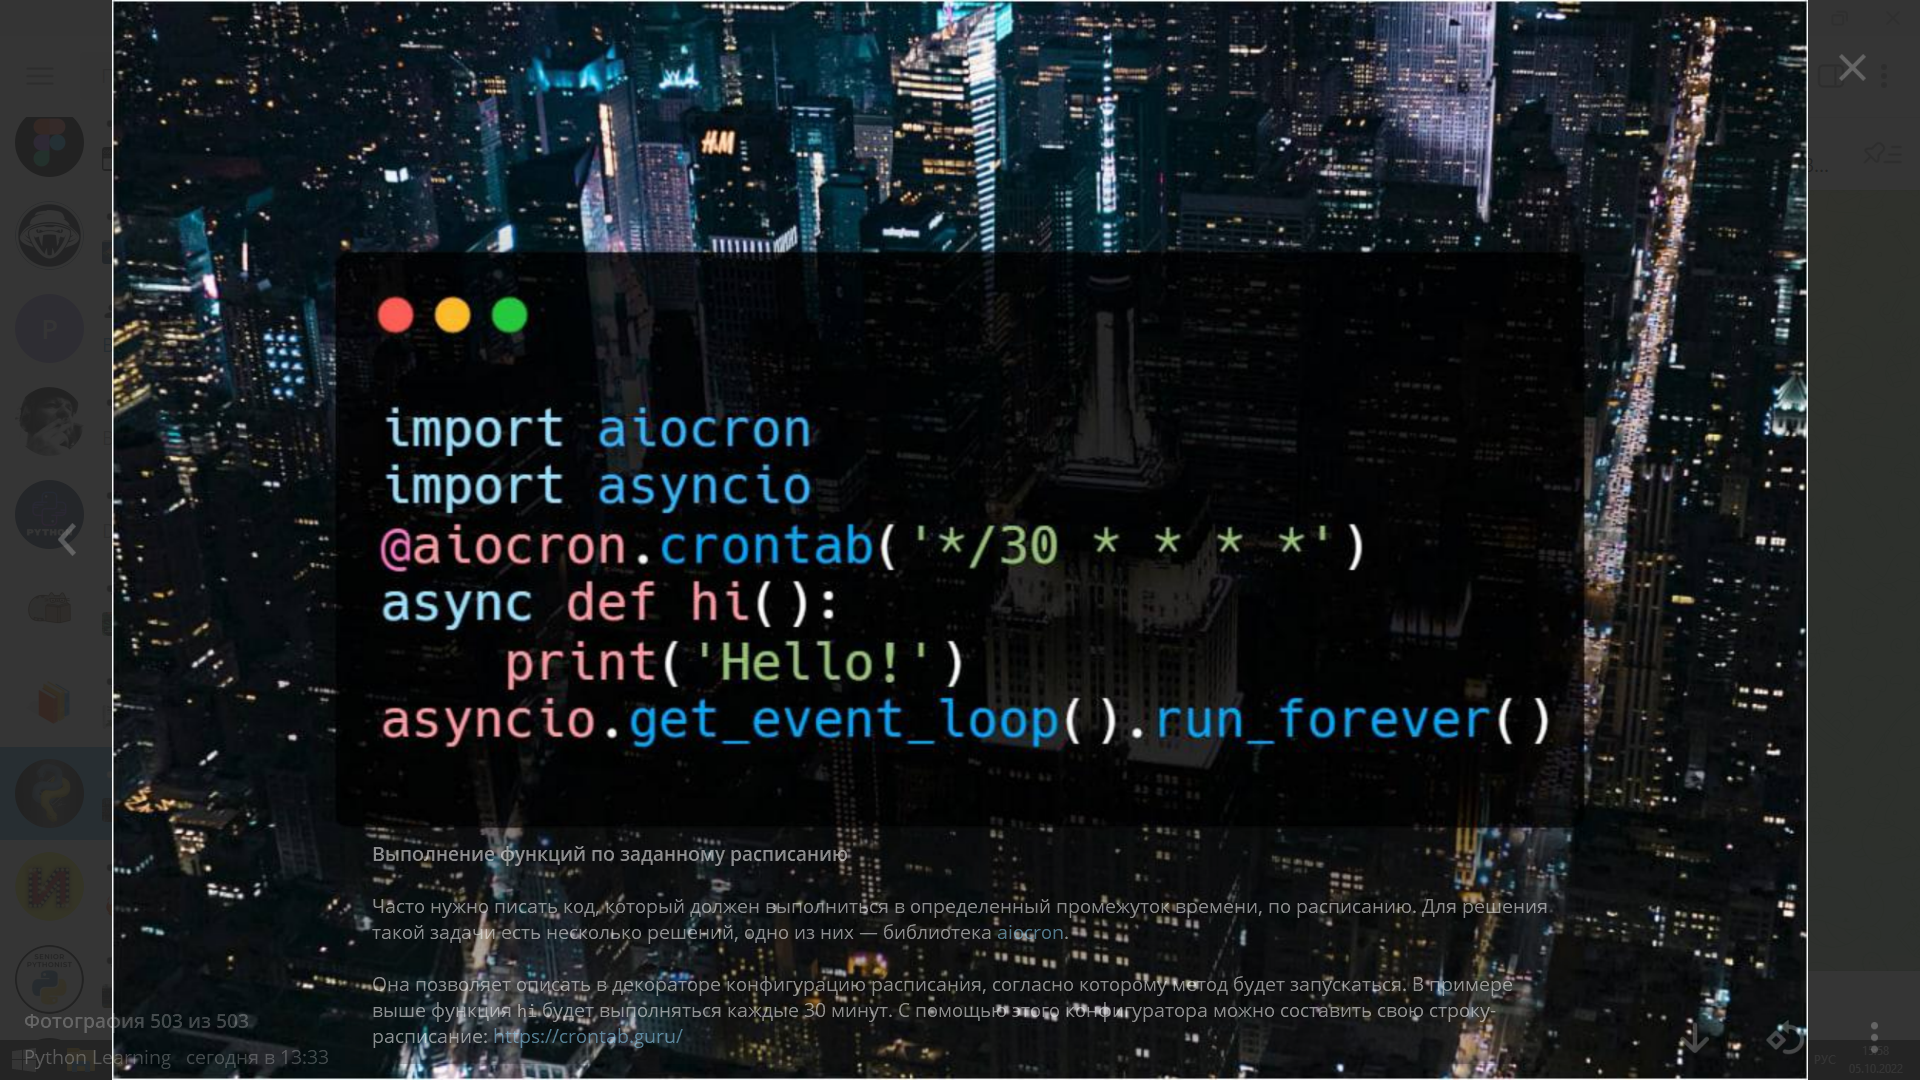 H&M
import aiocron
import asyncio
@aiocron.crontab('*/30 * * * *')
async def hi():
    print('Hello!')
asyncio.get_event_loop().run_forever()
Выполнение функций по заданному расписанию
Часто нужно писать код, который должен выполниться в определенный промежуток времени, по расписанию. Для решения
такой задачи есть несколько решений, одно из них — библиотека aiocron.
Она позволяет описать в декораторе конфигурацию расписания, согласно которому метод будет запускаться. В примере
выше функция hi будет выполняться каждые 30 минут. С помощью этого конфигуратора можно составить свою строку-
расписание: https://crontab.guru/
Фотография 503 из 503
Python Learning сегодня в 13:33
РУС
05.10.2022